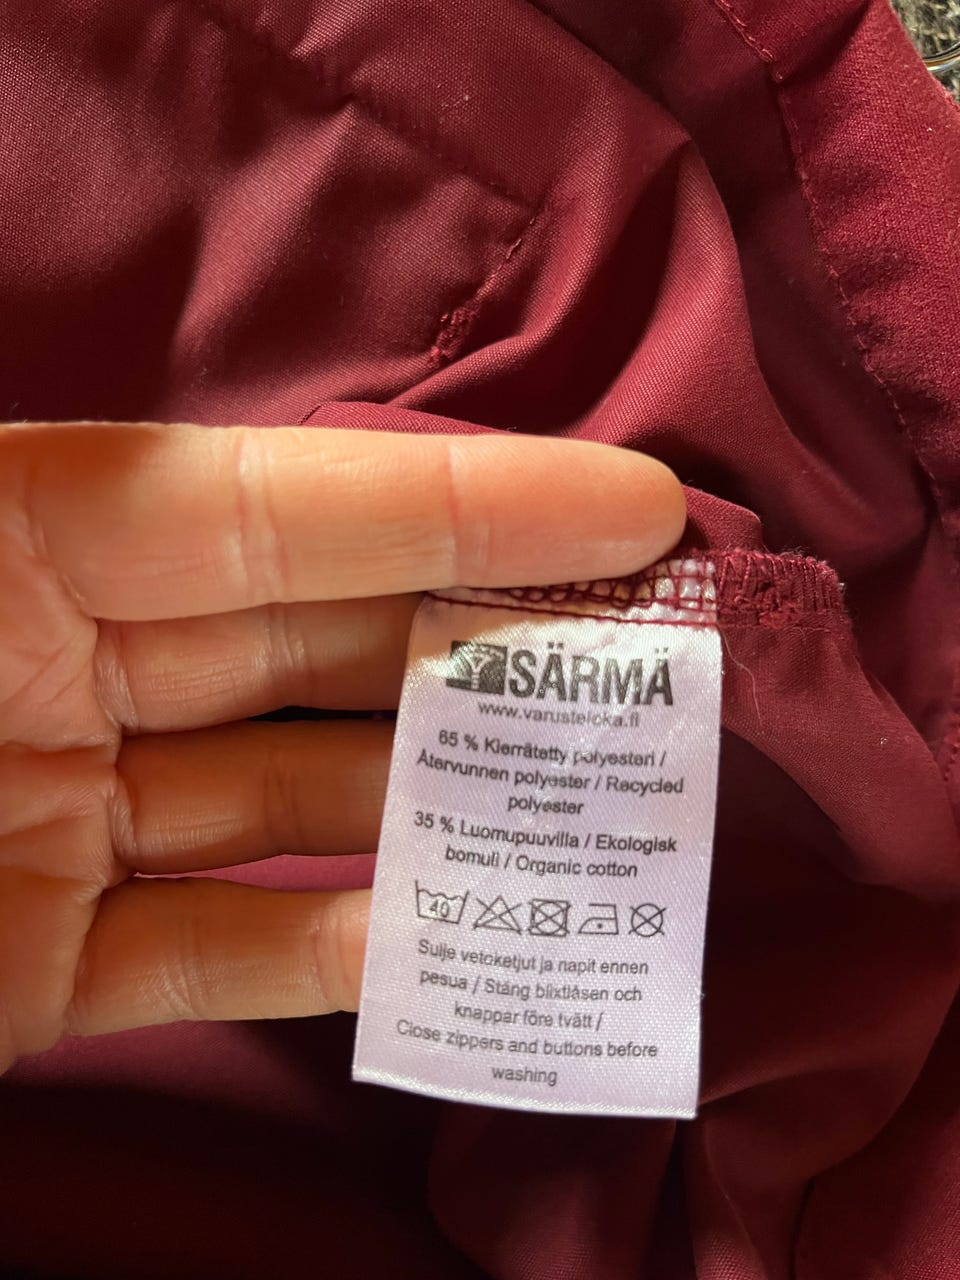 SÄRMÄ
www.varusteleka.fi
65 % Kierrätetty polyesteri /
Återvunnen polyester / Recycled
polyester
35 % Luomupuuvilla / Ekologisk
bomull / Organic cotton
40
Sulje vetoketjut ja napit ennen
pesua / Stäng blixtlåsen och
knappar före tvätt /
Close zippers and buttons before
washing